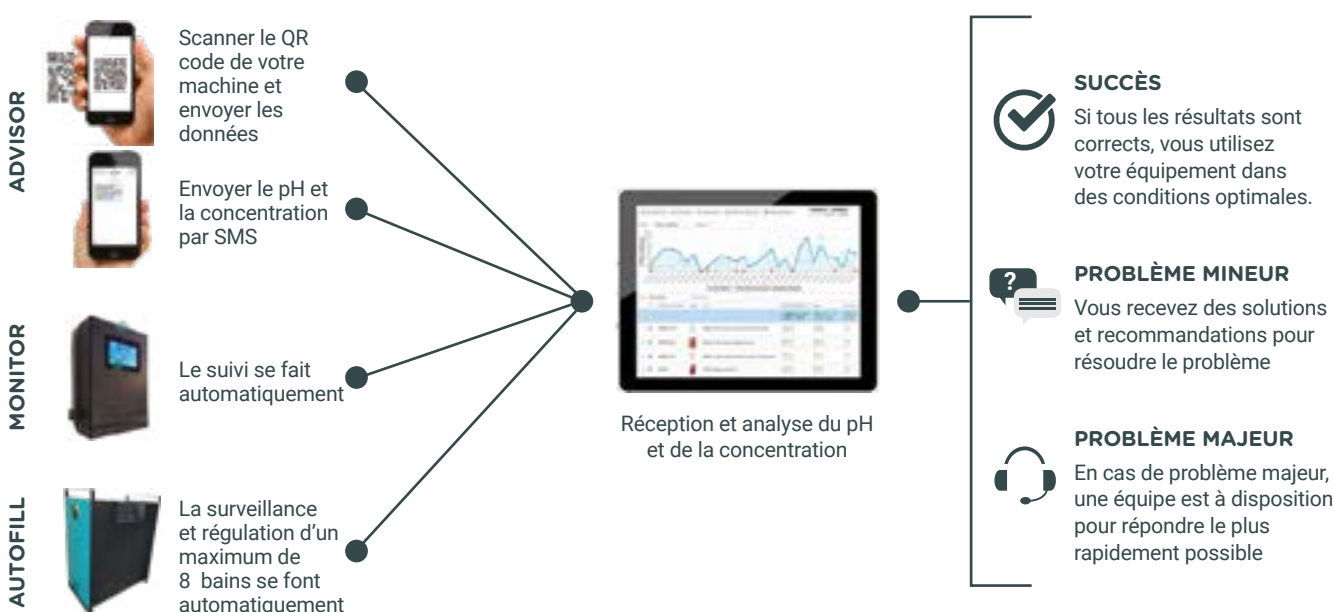 ADVISOR
Scanner le QR
code de votre
machine et
envoyer les
données
Envoyer le pH et
la concentration
par SMS
MONITOR
Le suivi se fait
automatiquement
AUTOFILL
La surveillance
et régulation d'un
maximum de
8 bains se font
automatiquement
Réception et analyse du pH
et de la concentration
SUCCÈS
Si tous les résultats sont
corrects, vous utilisez
votre équipement dans
des conditions optimales.
?
PROBLÈME MINEUR
Vous recevez des solutions
et recommandations pour
résoudre le problème
PROBLÈME MAJEUR
En cas de problème majeur,
une équipe est à disposition
pour répondre le plus
rapidement possible